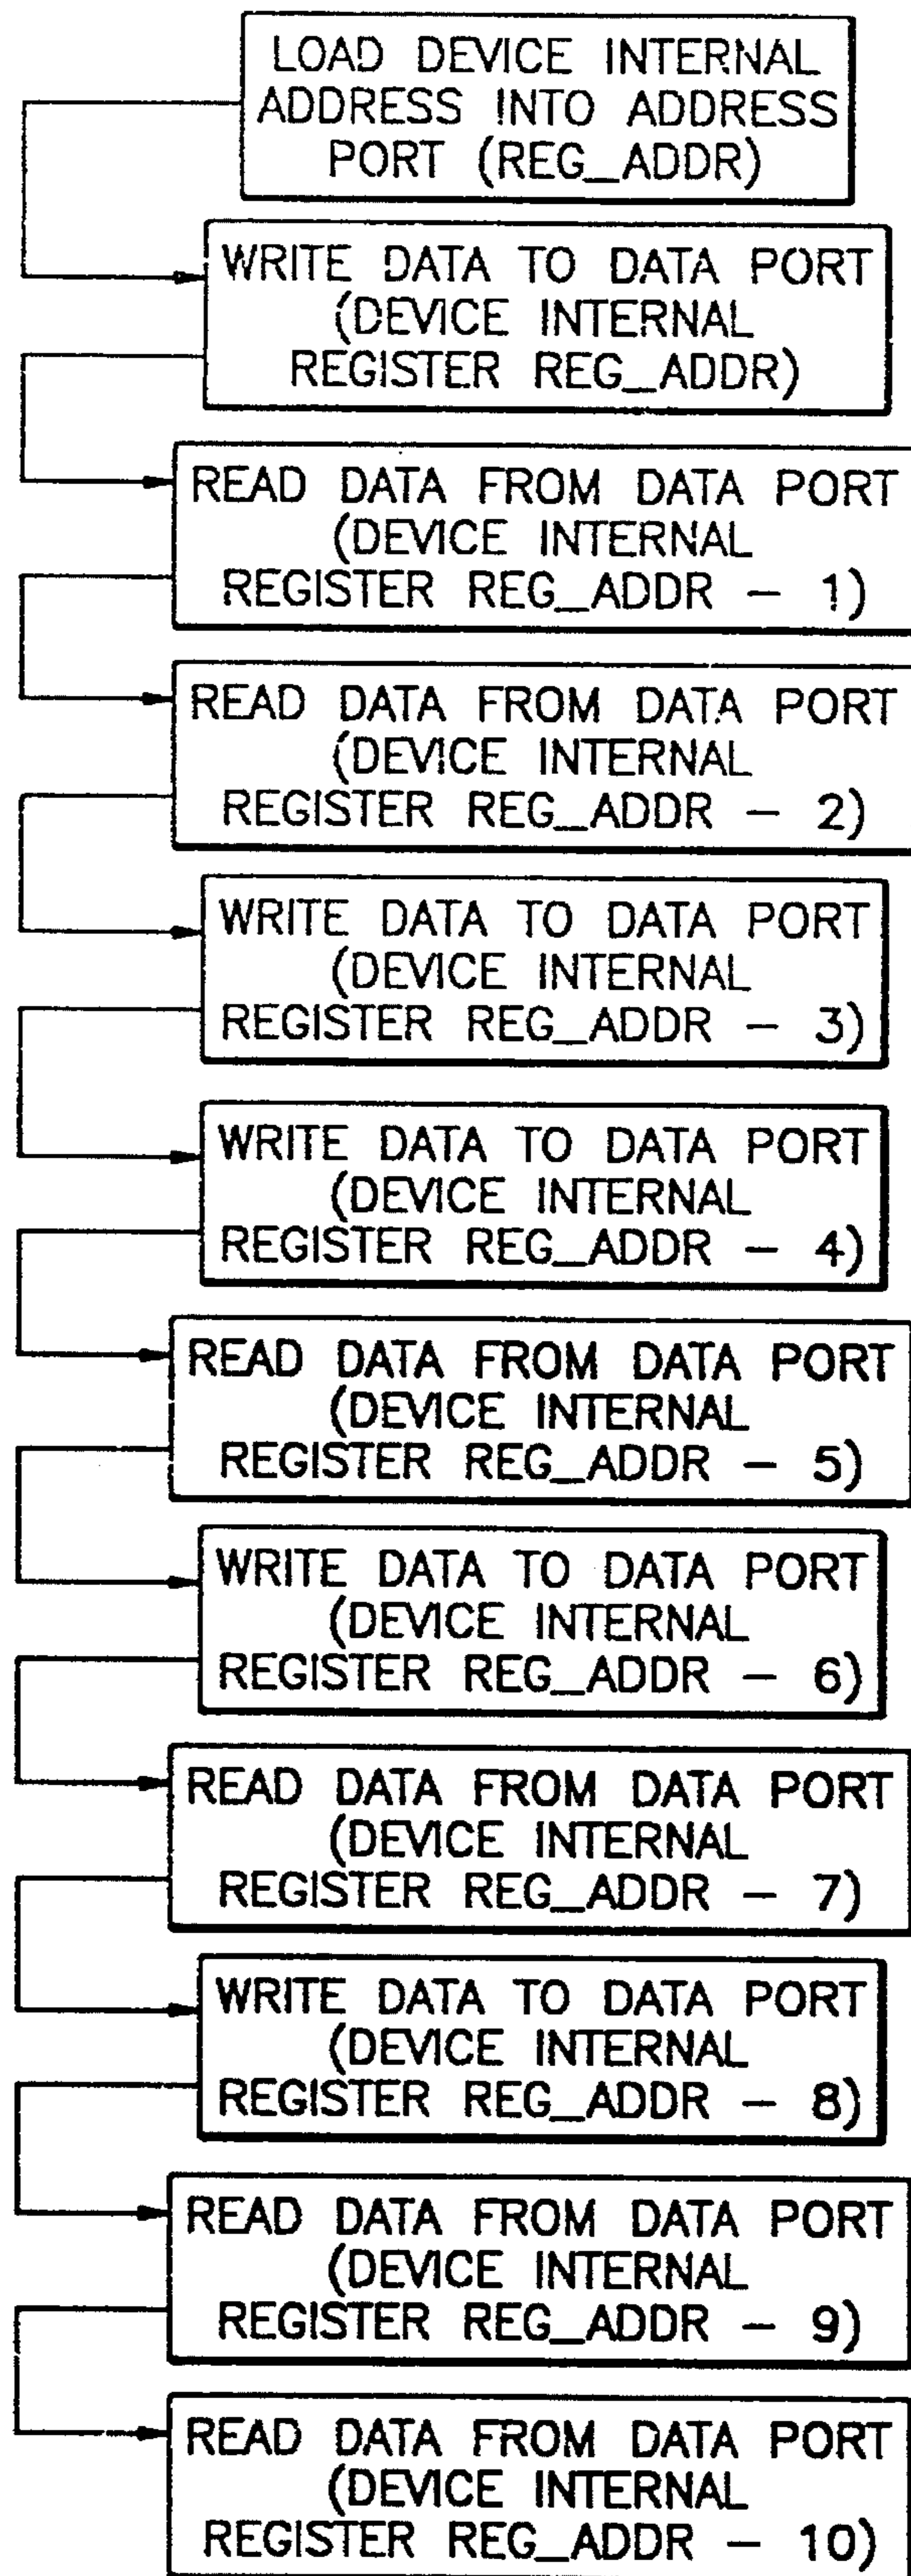 LOAD DEVICE INTERNAL
ADDRESS INTO ADDRESS
PORT (REG_ADDR)
WRITE DATA TO DATA PORT
(DEVICE INTERNAL
REGISTER REG_ADDR)
READ DATA FROM DATA PORT
(DEVICE INTERNAL
REGISTER REG_ADDR – 1)
READ DATA FROM DATA PORT
(DEVICE INTERNAL
REGISTER REG_ADDR – 2)
WRITE DATA TO DATA PORT
(DEVICE INTERNAL
REGISTER REG_ADDR – 3)
WRITE DATA TO DATA PORT
(DEVICE INTERNAL
REGISTER REG_ADDR – 4)
READ DATA FROM DATA PORT
(DEVICE INTERNAL
REGISTER REG_ADDR – 5)
WRITE DATA TO DATA PORT
(DEVICE INTERNAL
REGISTER REG_ADDR – 6)
READ DATA FROM DATA PORT
(DEVICE INTERNAL
REGISTER REG_ADDR – 7)
WRITE DATA TO DATA PORT
(DEVICE INTERNAL
REGISTER REG_ADDR – 8)
READ DATA FROM DATA PORT
(DEVICE INTERNAL
REGISTER REG_ADDR – 9)
READ DATA FROM DATA PORT
(DEVICE INTERNAL
REGISTER REG_ADDR – 10)